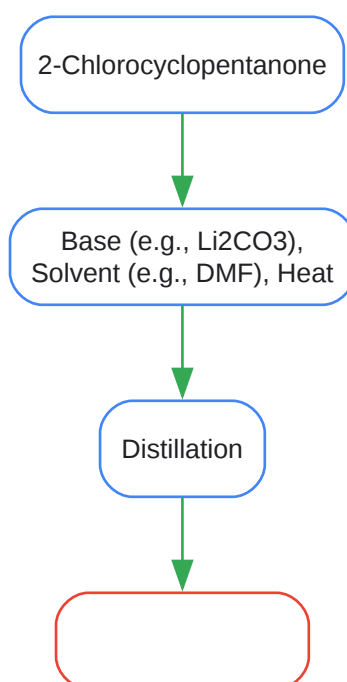 2-Chlorocyclopentanone
Base (e.g., Li2CO3),
Solvent (e.g., DMF), Heat
Distillation